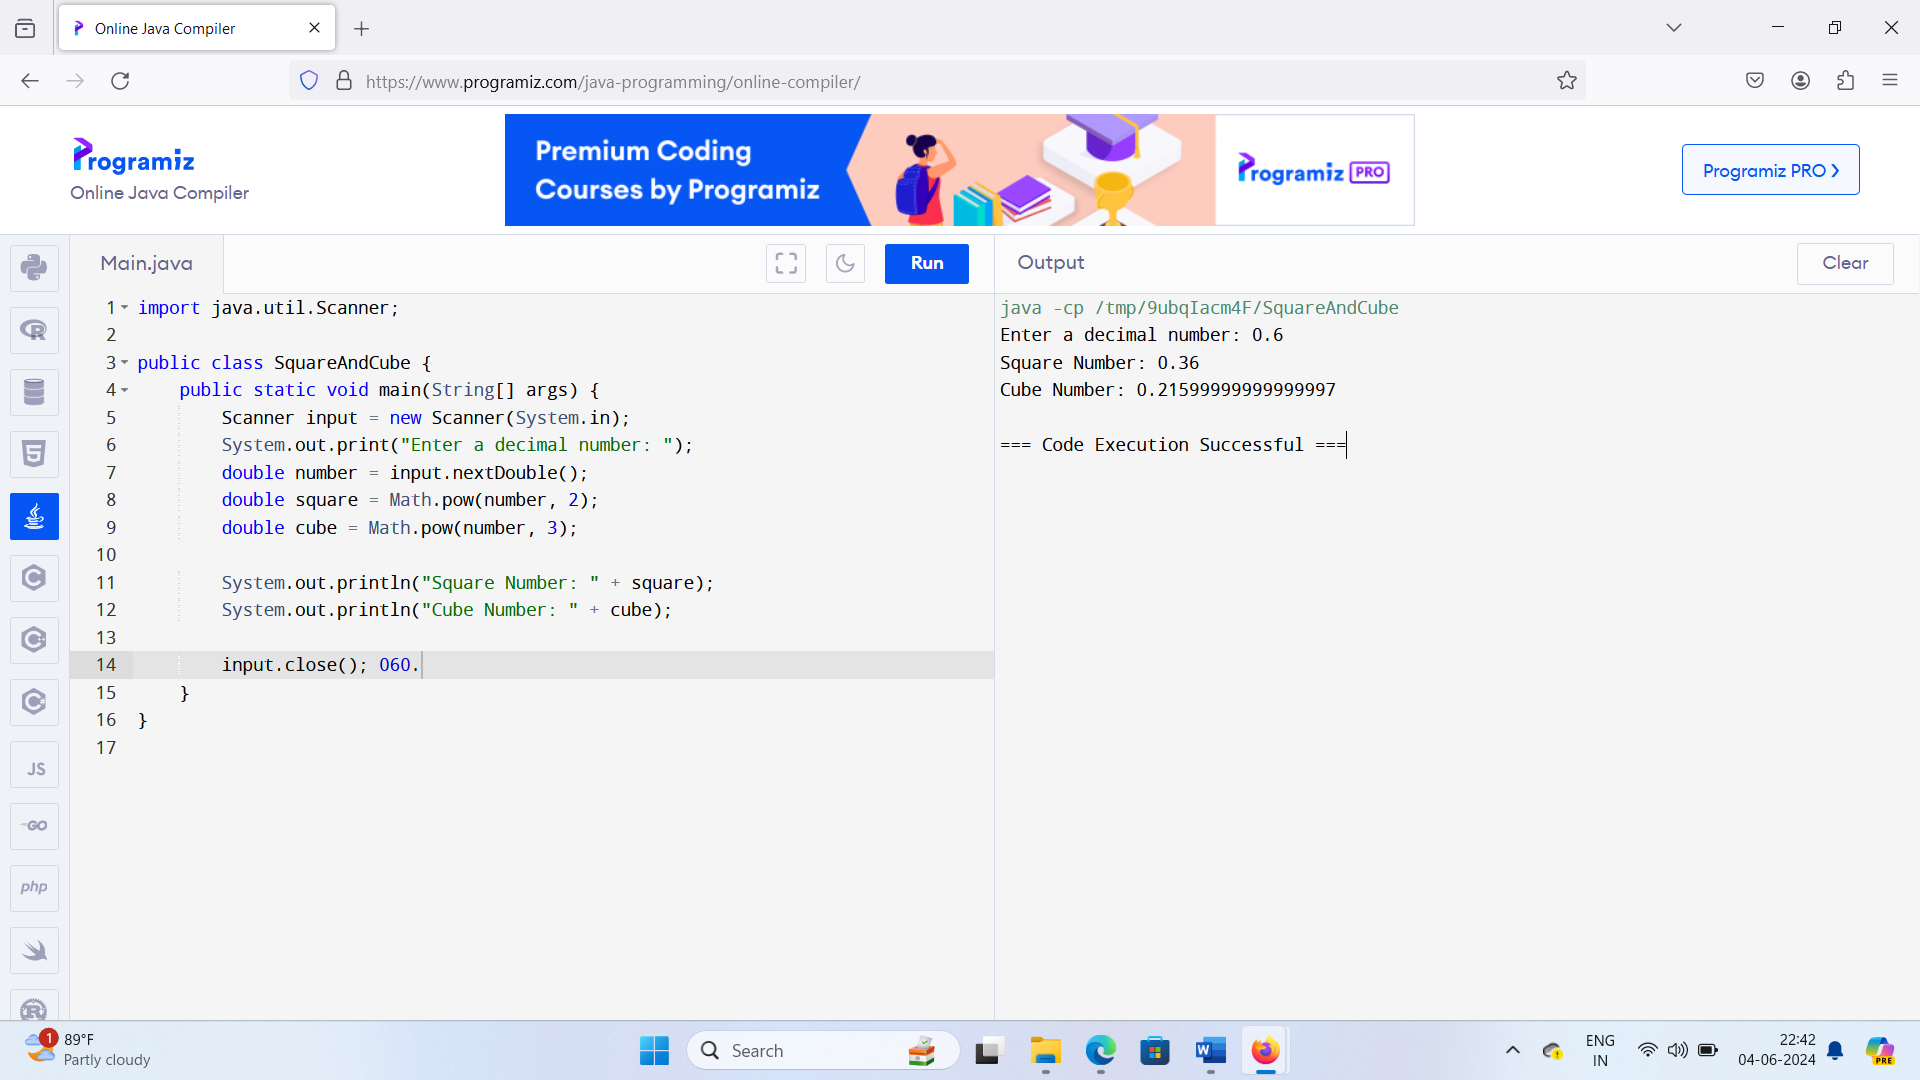 Online Java Compiler
https://www.programiz.com/java-programming/online-compiler/
Programiz
Online Java Compiler
Premium Coding
Courses by Programiz
Programiz PRO
Programiz PRO ❯
Main.java
Run
Output
Clear
1 import java.util.Scanner;
2
3 public class SquareAndCube {
4     public static void main(String[] args) {
5         Scanner input = new Scanner(System.in);
6         System.out.print("Enter a decimal number: ");
7         double number = input.nextDouble();
8         double square = Math.pow(number, 2);
9         double cube = Math.pow(number, 3);
10
11         System.out.println("Square Number: " + square);
12         System.out.println("Cube Number: " + cube);
13
14         input.close(); 060.
15     }
16 }
17
java -cp /tmp/9ubqIacm4F/SquareAndCube
Enter a decimal number: 0.6
Square Number: 0.36
Cube Number: 0.21599999999999997
=== Code Execution Successful ===
JS
GO
php
1
89°F
Partly cloudy
Search
W
ENG
IN
22:42
04-06-2024
PRE